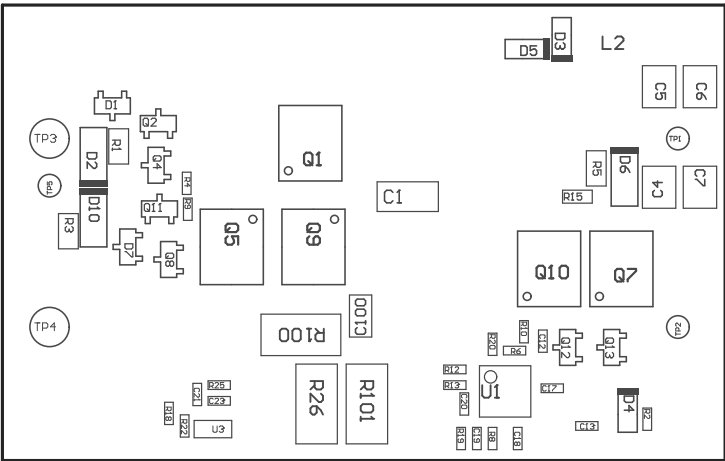 D5
D3
L2
C5
C6
D1
Q2
TP3
R1
Q4
D2
TP5
R4
D10
Q11
R9
R3
D7
Q8
Q1
C1
Q5
Q9
TP1
R5
D6
C4
C7
R15
Q10
Q7
TP4
C100
R100
TP2
R10
R20
C12
R6
Q12
Q13
R26
R101
R12
R13
U1
C17
C20
D4
R2
C13
R19
C19
R8
C18
R25
C21
C23
R18
R22
U3